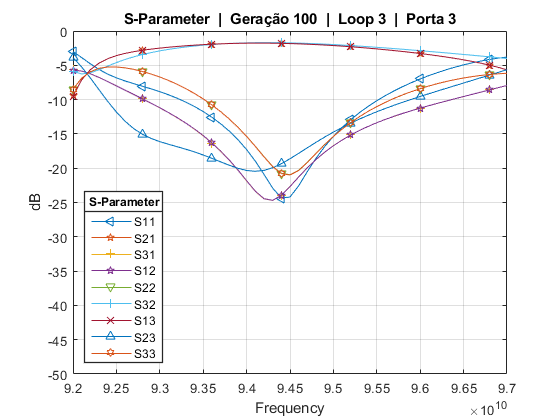 S-Parameter | Geração 100 | Loop 3 | Porta 3
0
-5
-10
-15
-20
-25
-30
-35
-40
-45
-50
dB
S-Parameter
S11
S21
S31
S12
S22
S32
S13
S23
S33
9.2 9.25 9.3 9.35 9.4 9.45 9.5 9.55 9.6 9.65 9.7
Frequency
×10^10